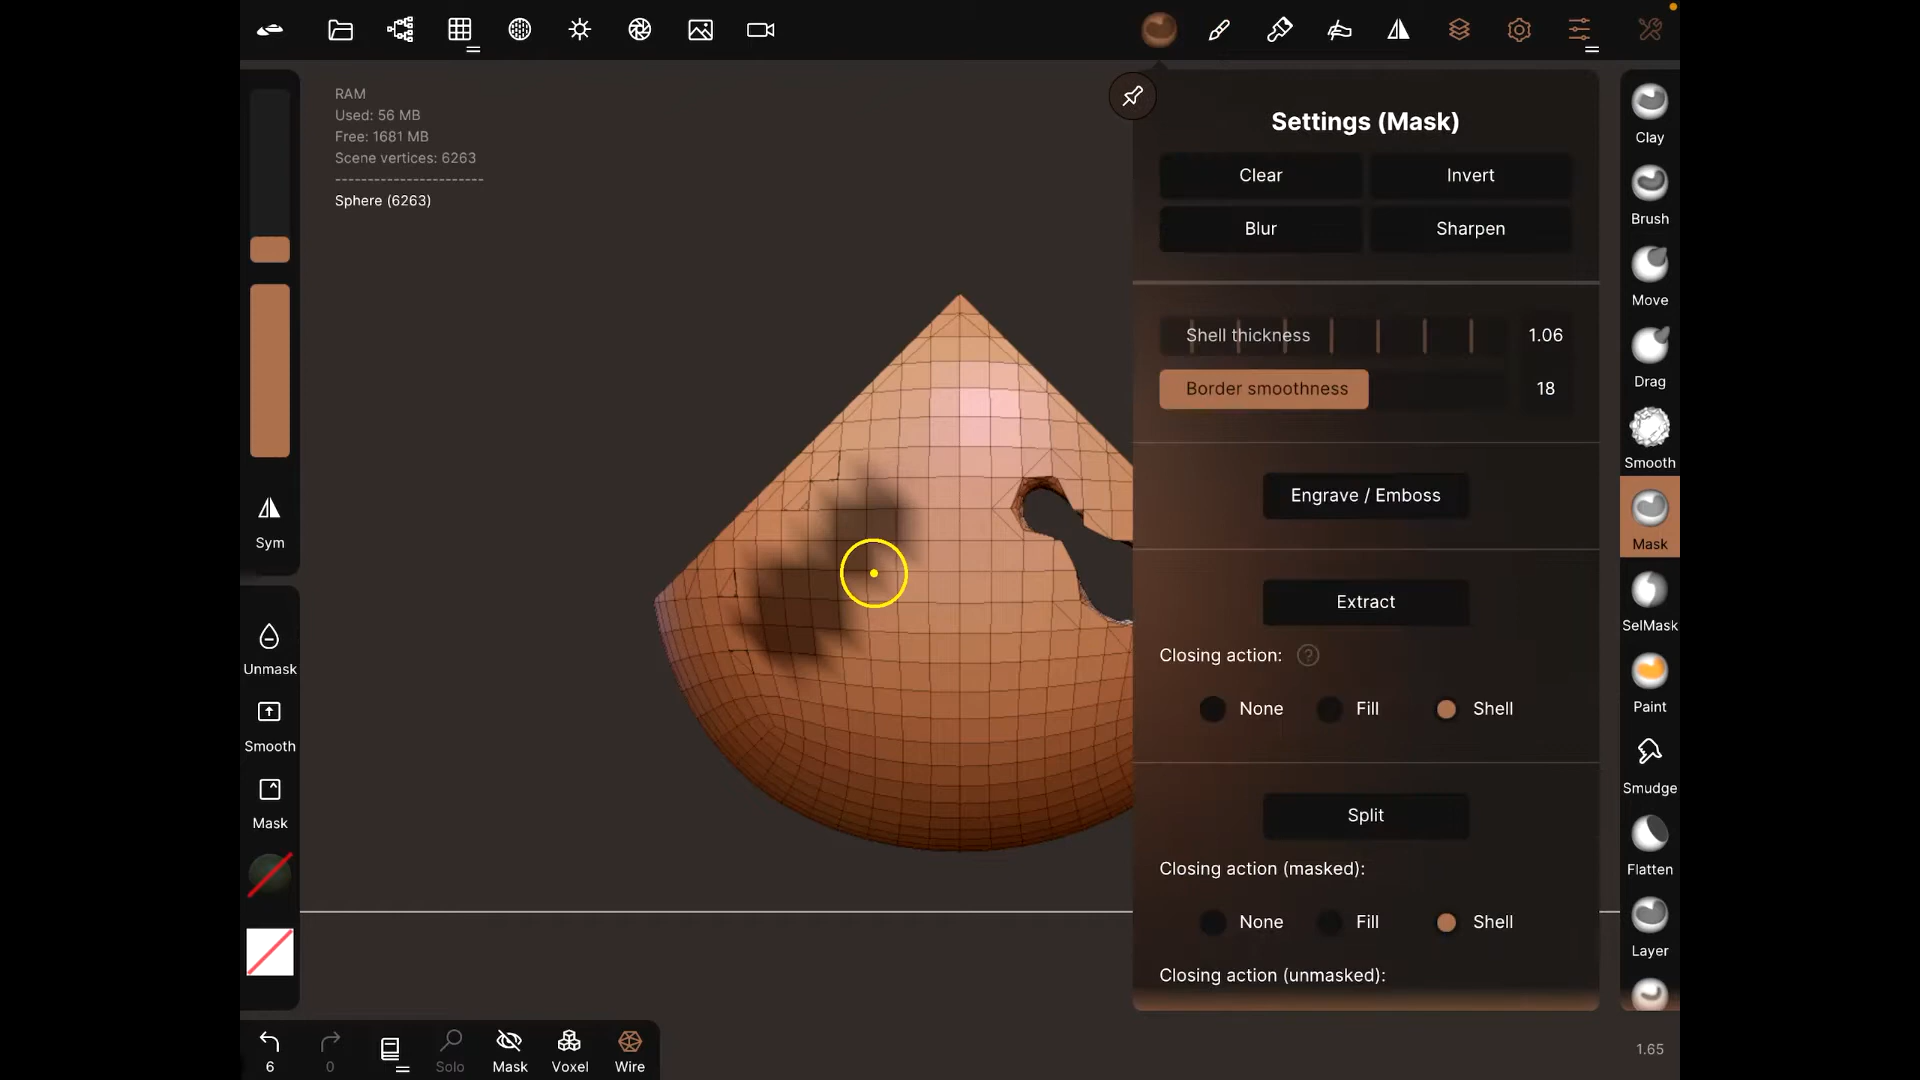 RAM
Used: 56 MB
Free: 1681 MB
Scene vertices: 6263
-----------------------
Sphere (6263)
Sym
Unmask
Smooth
Mask
6
0
Solo
Mask
Voxel
Wire
Settings (Mask)
Clear
Invert
Blur
Sharpen
Shell thickness
1.06
Border smoothness
18
Engrave / Emboss
Extract
Closing action: ?
None
Fill
Shell
Split
Closing action (masked):
None
Fill
Shell
Closing action (unmasked):
Clay
Brush
Move
Drag
Smooth
Mask
SelMask
Paint
Smudge
Flatten
Layer
1.65